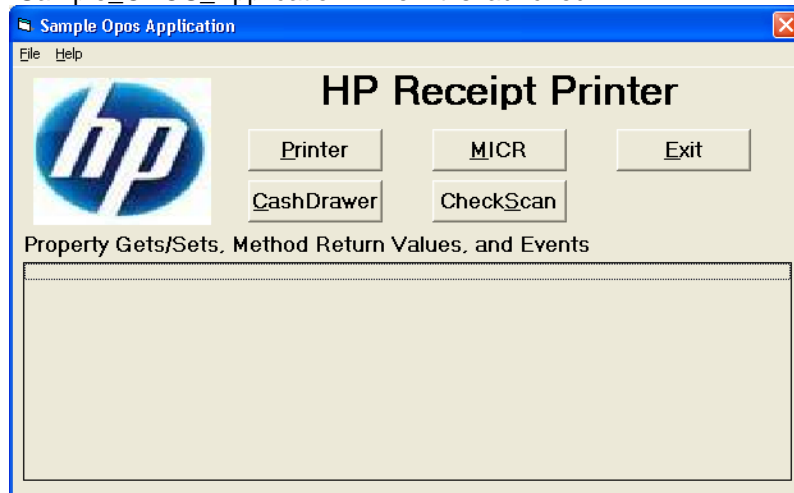 Sample Opos Application
File Help
HP Receipt Printer
hp
Printer MICR Exit
CashDrawer CheckScan
Property Gets/Sets, Method Return Values, and Events